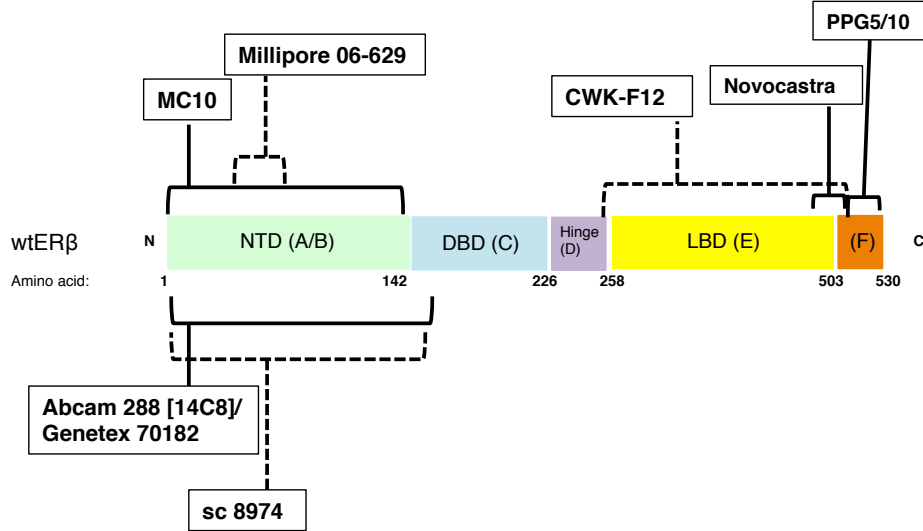 PPG5/10
Millipore 06-629
MC10
CWK-F12
Novocastra
wtERβ
N
NTD (A/B)
DBD (C)
Hinge
(D)
LBD (E)
(F)
C
Amino acid:
1
142
226
258
503
530
Abcam 288 [14C8]/
Genetex 70182
sc 8974